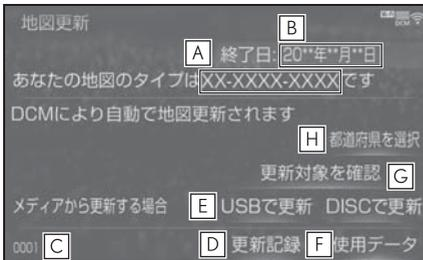 地図更新
DCM
B
A 終了日: 20**年**月**日
あなたの地図のタイプはXX-XXXX-XXXXです
DCMにより自動で地図更新されます
H 都道府県を選択
更新対象を確認 G
メディアから更新する場合 E USBで更新 DISCで更新
0001 C D 更新記録 F 使用データ